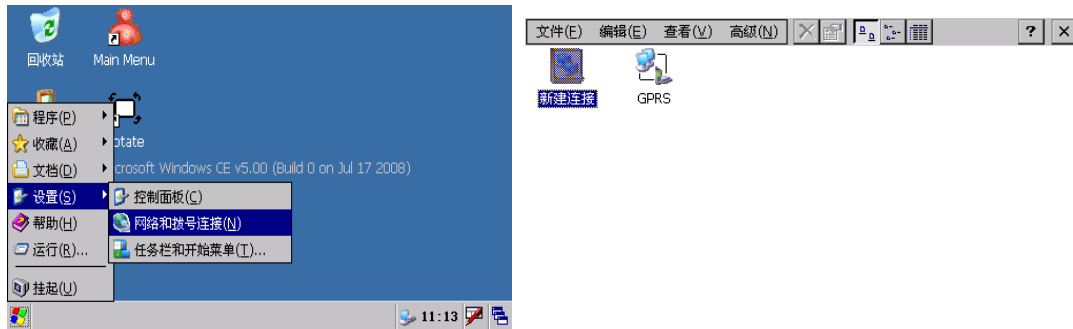 回收站
Main Menu
程序(P)
收藏(A)
otate
文档(D)
crosoft Windows CE v5.00 (Build 0 on Jul 17 2008)
设置(S)
控制面板(C)
帮助(H)
网络和拨号连接(N)
运行(R)...
任务栏和开始菜单(T)...
挂起(U)
11:13
文件(F) 编辑(E) 查看(V) 高级(N) ?
新建连接
GPRS